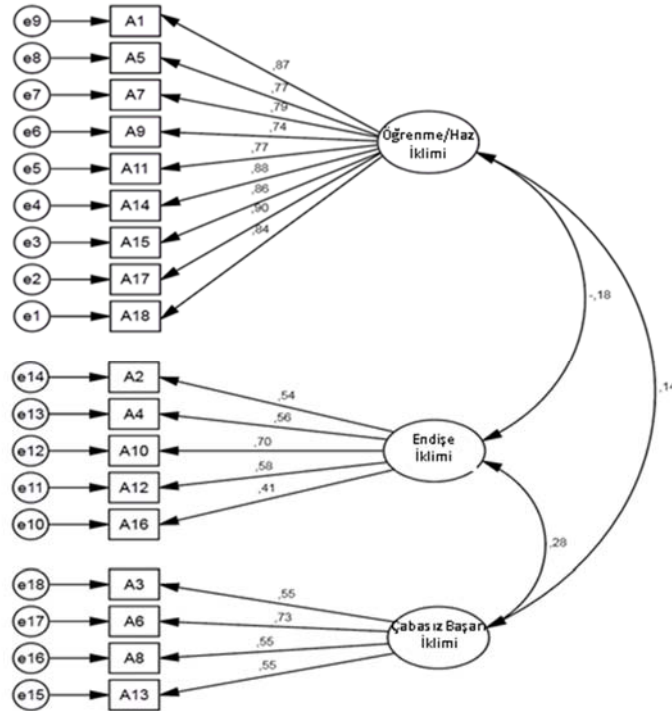 e9 A1
,87
e8 A5
,77
e7 A7
,79
e6 A9
,74
e5 A11
,77
e4 A14
,88
e3 A15
,86
e2 A17
,90
e1 A18
,84
Öğrenme/Haz
İklimi
-,18
,14
e14 A2
,54
e13 A4
,56
e12 A10
,70
e11 A12
,58
e10 A16
,41
Endişe
İklimi
,28
e18 A3
,55
e17 A6
,73
e16 A8
,55
e15 A13
,55
Çabasız Başarı
İklimi